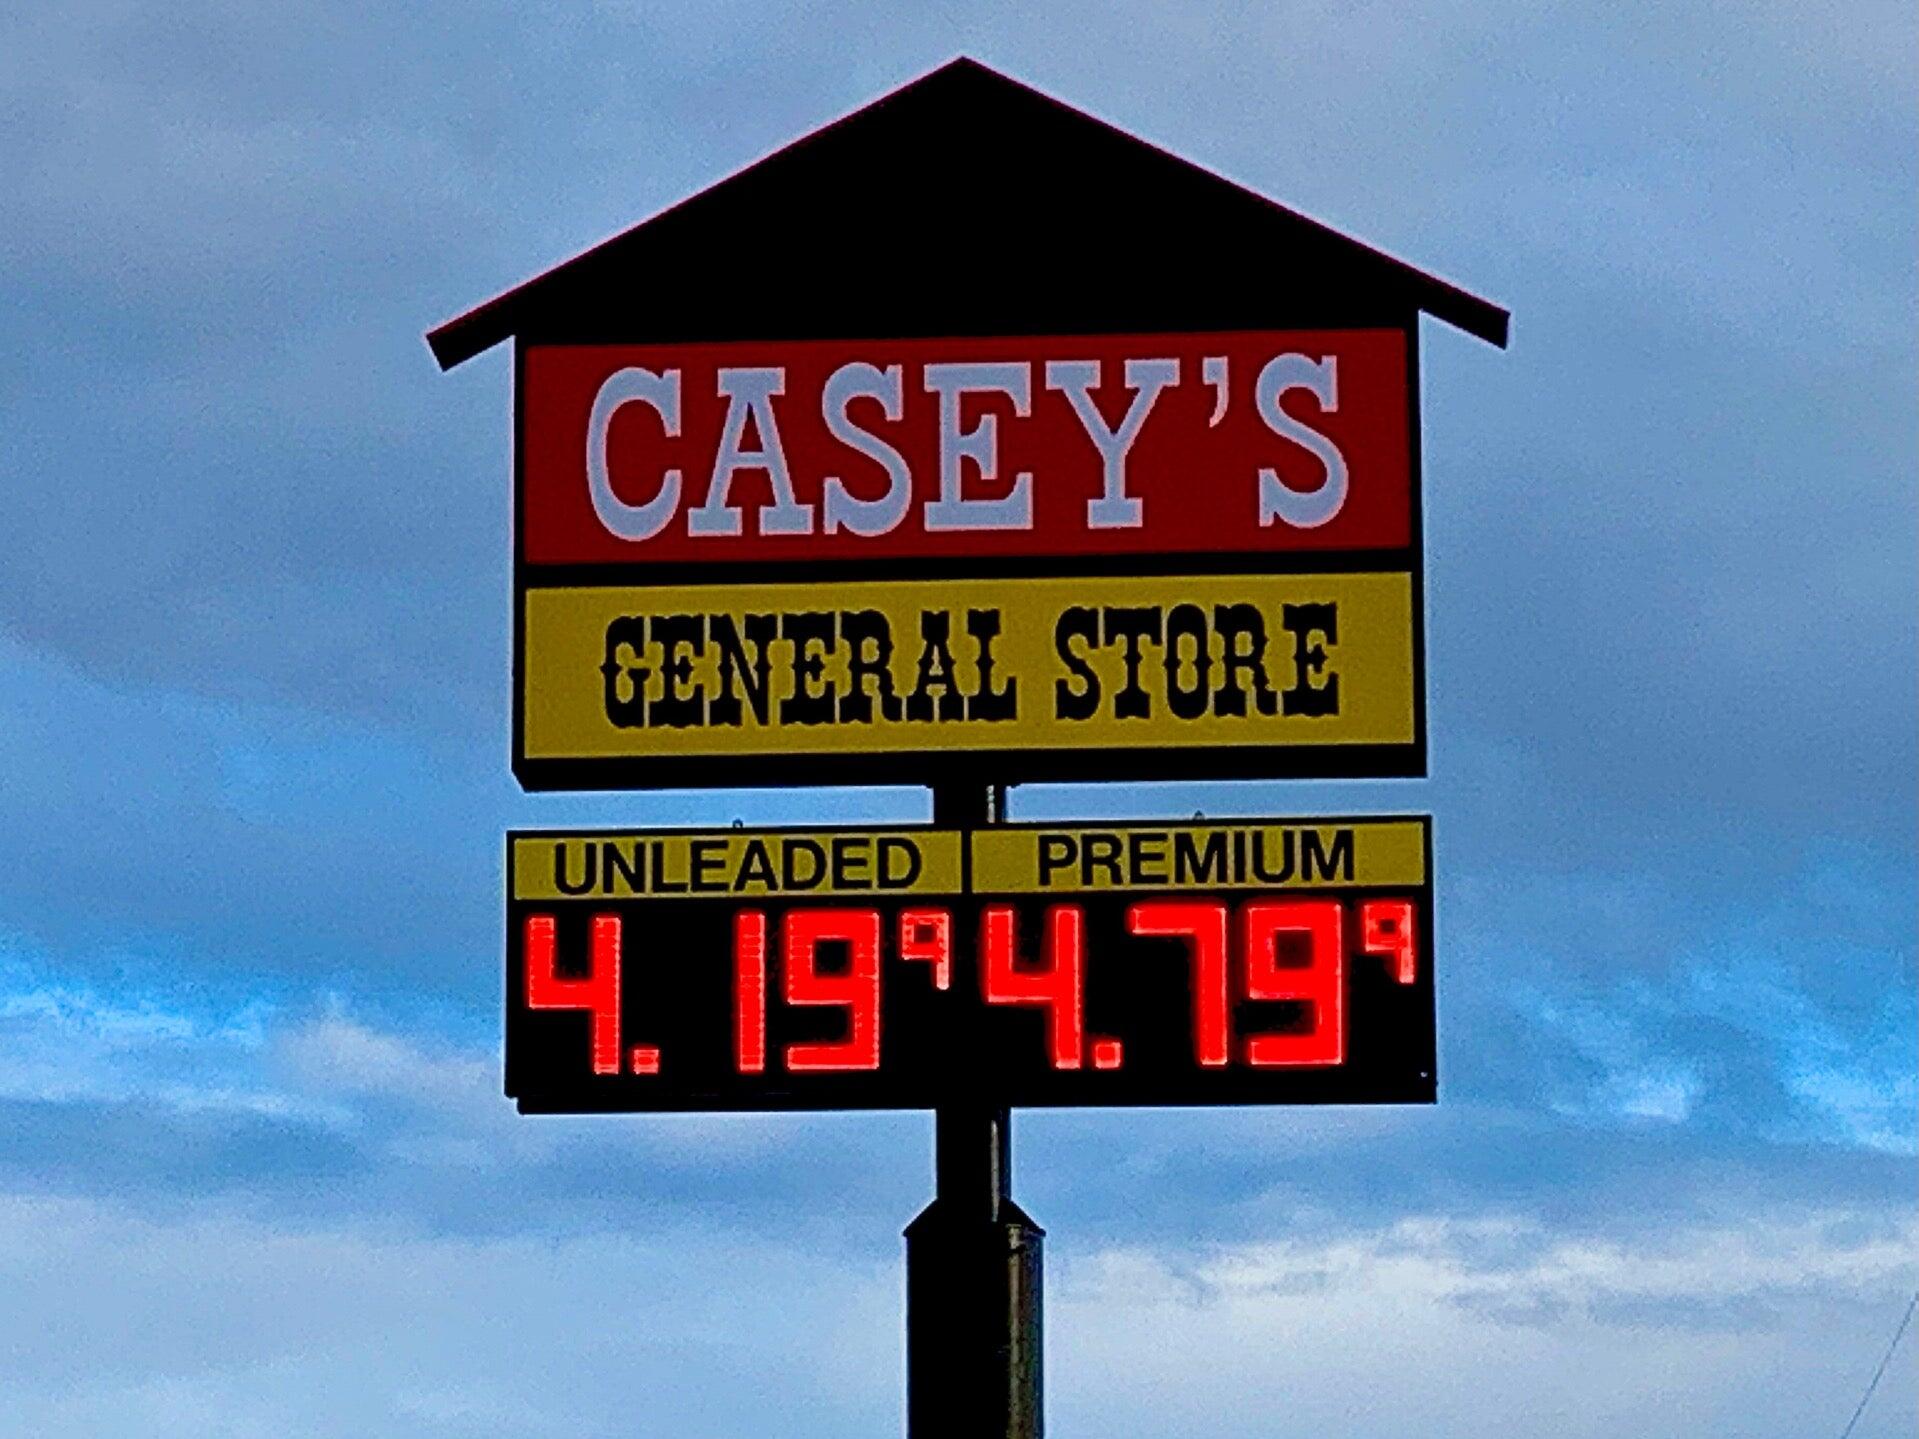 CASEY'S
GENERAL STORE
UNLEADED PREMIUM
4.19⁹ 4.79⁹